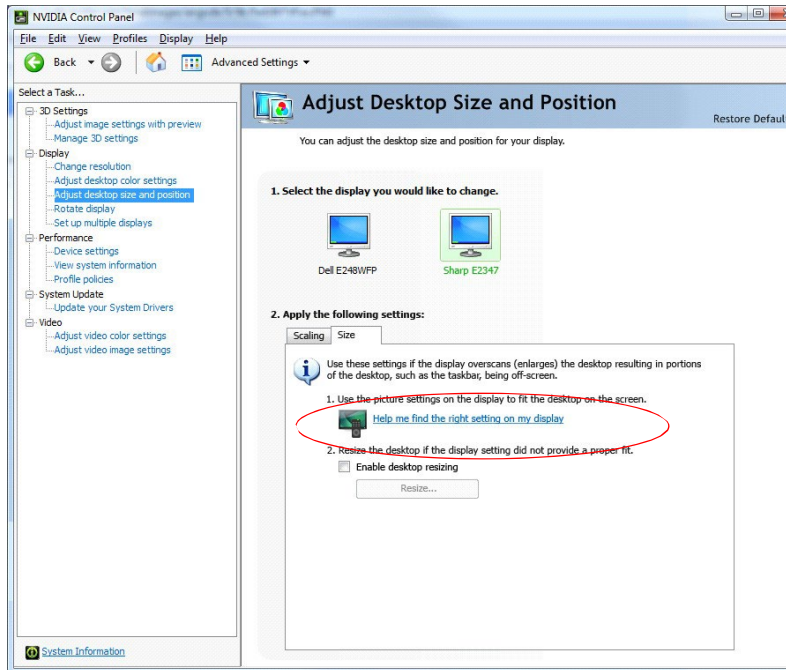 NVIDIA Control Panel
File Edit View Profiles Display Help
Back Advanced Settings
Select a Task...
3D Settings
Adjust image settings with preview
Manage 3D settings
Display
Change resolution
Adjust desktop color settings
Adjust desktop size and position
Rotate display
Set up multiple displays
Performance
Device settings
View system information
Profile policies
System Update
Update your System Drivers
Video
Adjust video color settings
Adjust video image settings
System Information
Adjust Desktop Size and Position
Restore Defaul
You can adjust the desktop size and position for your display.
1. Select the display you would like to change.
Dell E248WFP Sharp E2347
2. Apply the following settings:
Scaling Size
Use these settings if the display overscans (enlarges) the desktop resulting in portions
of the desktop, such as the taskbar, being off-screen.
1. Use the picture settings on the display to fit the desktop on the screen.
Help me find the right setting on my display
2. Resize the desktop if the display setting did not provide a proper fit.
Enable desktop resizing
Resize...